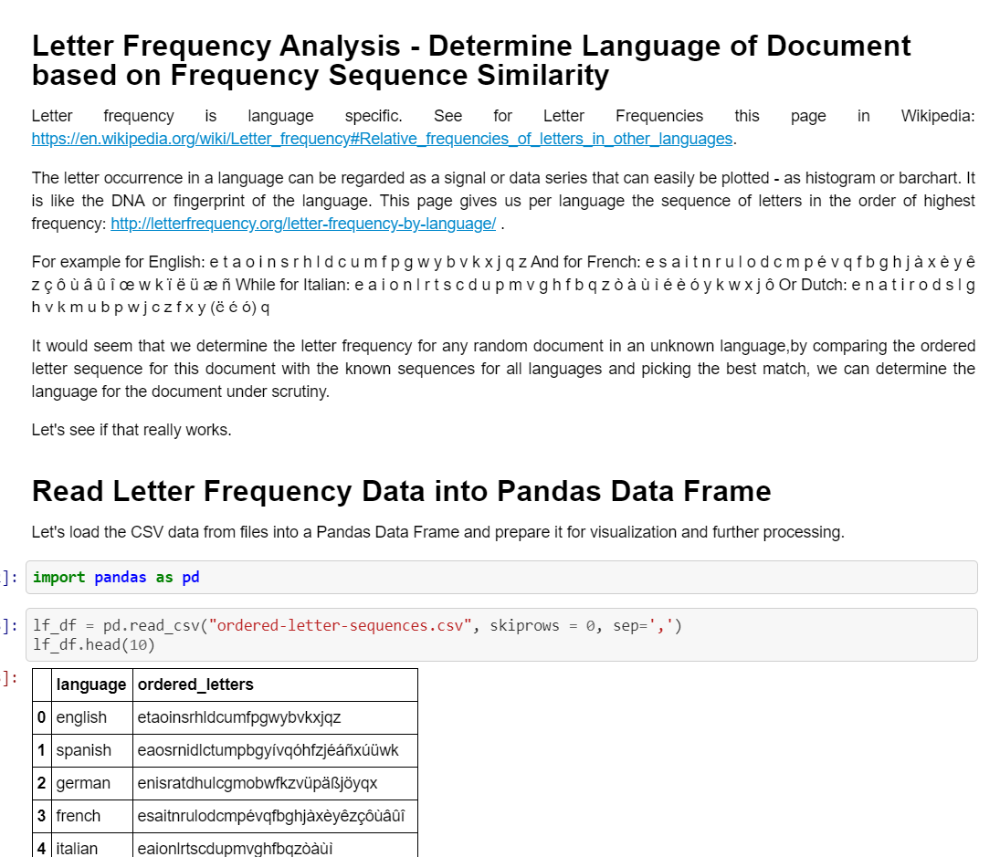 Letter Frequency Analysis - Determine Language of Document
based on Frequency Sequence Similarity
Letter frequency is language specific. See for Letter Frequencies this page in Wikipedia:
https://en.wikipedia.org/wiki/Letter_frequency#Relative_frequencies_of_letters_in_other_languages.
The letter occurrence in a language can be regarded as a signal or data series that can easily be plotted - as histogram or barchart. It
is like the DNA or fingerprint of the language. This page gives us per language the sequence of letters in the order of highest
frequency: http://letterfrequency.org/letter-frequency-by-language/ .
For example for English: e t a o i n s r h l d c u m f p g w y b v k x j q z And for French: e s a i t n r u l o d c m p é v q f b g h j à x è y ê
z ç ô ù â û î œ w k ï ë ü æ ñ While for Italian: e a i o n l r t s c d u p m v g h f b q z ò à ù ì é è ó y k w x j ô Or Dutch: e n a t i r o d s l g
h v k m u b p w j c z f x y (ë é ó) q
It would seem that we determine the letter frequency for any random document in an unknown language,by comparing the ordered
letter sequence for this document with the known sequences for all languages and picking the best match, we can determine the
language for the document under scrutiny.
Let's see if that really works.
Read Letter Frequency Data into Pandas Data Frame
Let's load the CSV data from files into a Pandas Data Frame and prepare it for visualization and further processing.
]: import pandas as pd
]: lf_df = pd.read_csv("ordered-letter-sequences.csv", skiprows = 0, sep=',')
lf_df.head(10)
]:
language ordered_letters
0 english etaoinsrhldcumfpgwybvkxjqz
1 spanish eaosrnidlctumpbgyívqóhfzjéáñxúüwk
2 german enisratdhulcgmobwfkzvüpäßjöyqx
3 french esaitnrulodcmpévqfbghjàxèyêzçôùâûî
4 italian eaionlrtscdupmvghfbqzòàùì